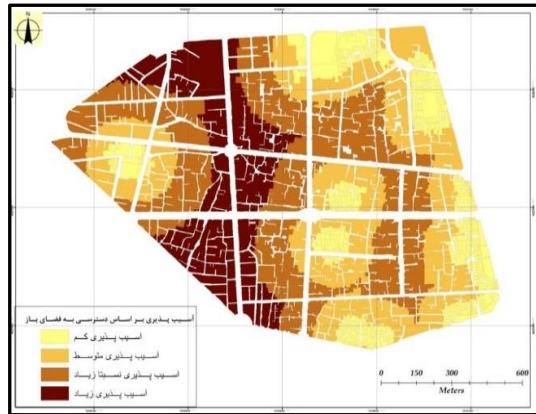 N
آسیب پذیری بر اساس دسترسی به فضای باز
آسیب پذیری کم
آسیب پذیری متوسط
آسیب پذیری نسبتا زیاد
آسیب پذیری زیاد
0 150 300 450 600
Meters